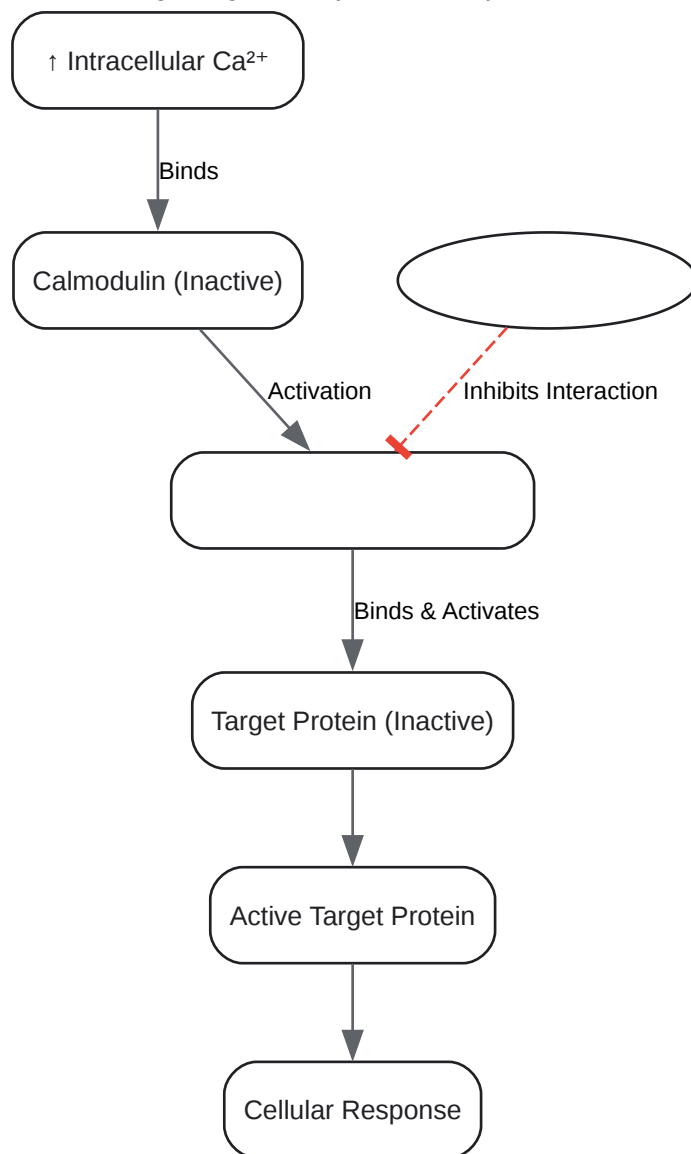 ↑ Intracellular Ca²⁺
Binds
Calmodulin (Inactive)
Activation
Inhibits Interaction
Binds & Activates
Target Protein (Inactive)
Active Target Protein
Cellular Response